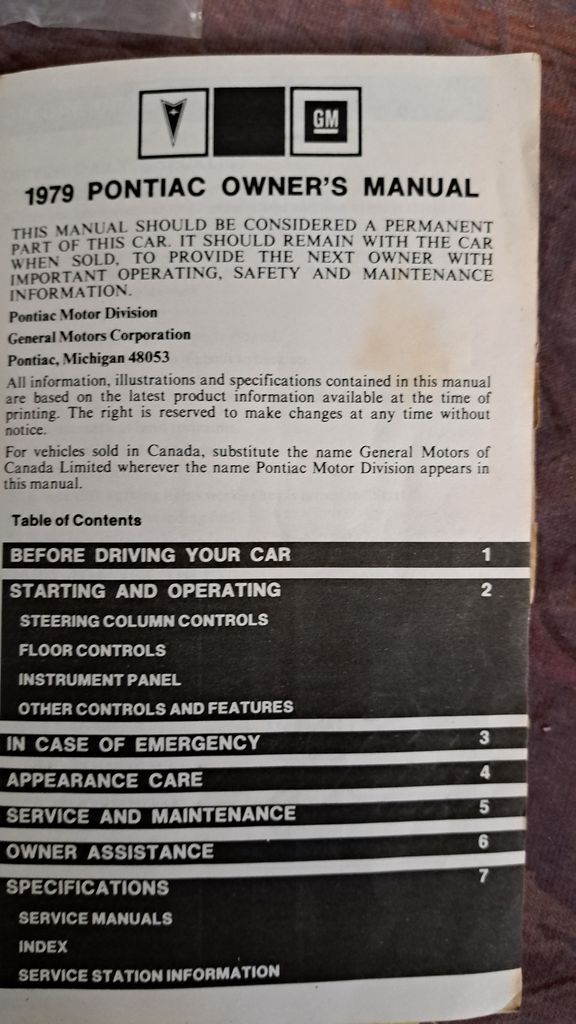 GM
1979 PONTIAC OWNER'S MANUAL
THIS MANUAL SHOULD BE CONSIDERED A PERMANENT
PART OF THIS CAR. IT SHOULD REMAIN WITH THE CAR
WHEN SOLD, TO PROVIDE THE NEXT OWNER WITH
IMPORTANT OPERATING, SAFETY AND MAINTENANCE
INFORMATION.
Pontiac Motor Division
General Motors Corporation
Pontiac, Michigan 48053
All information, illustrations and specifications contained in this manual
are based on the latest product information available at the time of
printing. The right is reserved to make changes at any time without
notice.
For vehicles sold in Canada, substitute the name General Motors of
Canada Limited wherever the name Pontiac Motor Division appears in
this manual.
Table of Contents
BEFORE DRIVING YOUR CAR 1
STARTING AND OPERATING 2
STEERING COLUMN CONTROLS
FLOOR CONTROLS
INSTRUMENT PANEL
OTHER CONTROLS AND FEATURES
IN CASE OF EMERGENCY 3
APPEARANCE CARE 4
SERVICE AND MAINTENANCE 5
OWNER ASSISTANCE 6
SPECIFICATIONS 7
SERVICE MANUALS
INDEX
SERVICE STATION INFORMATION